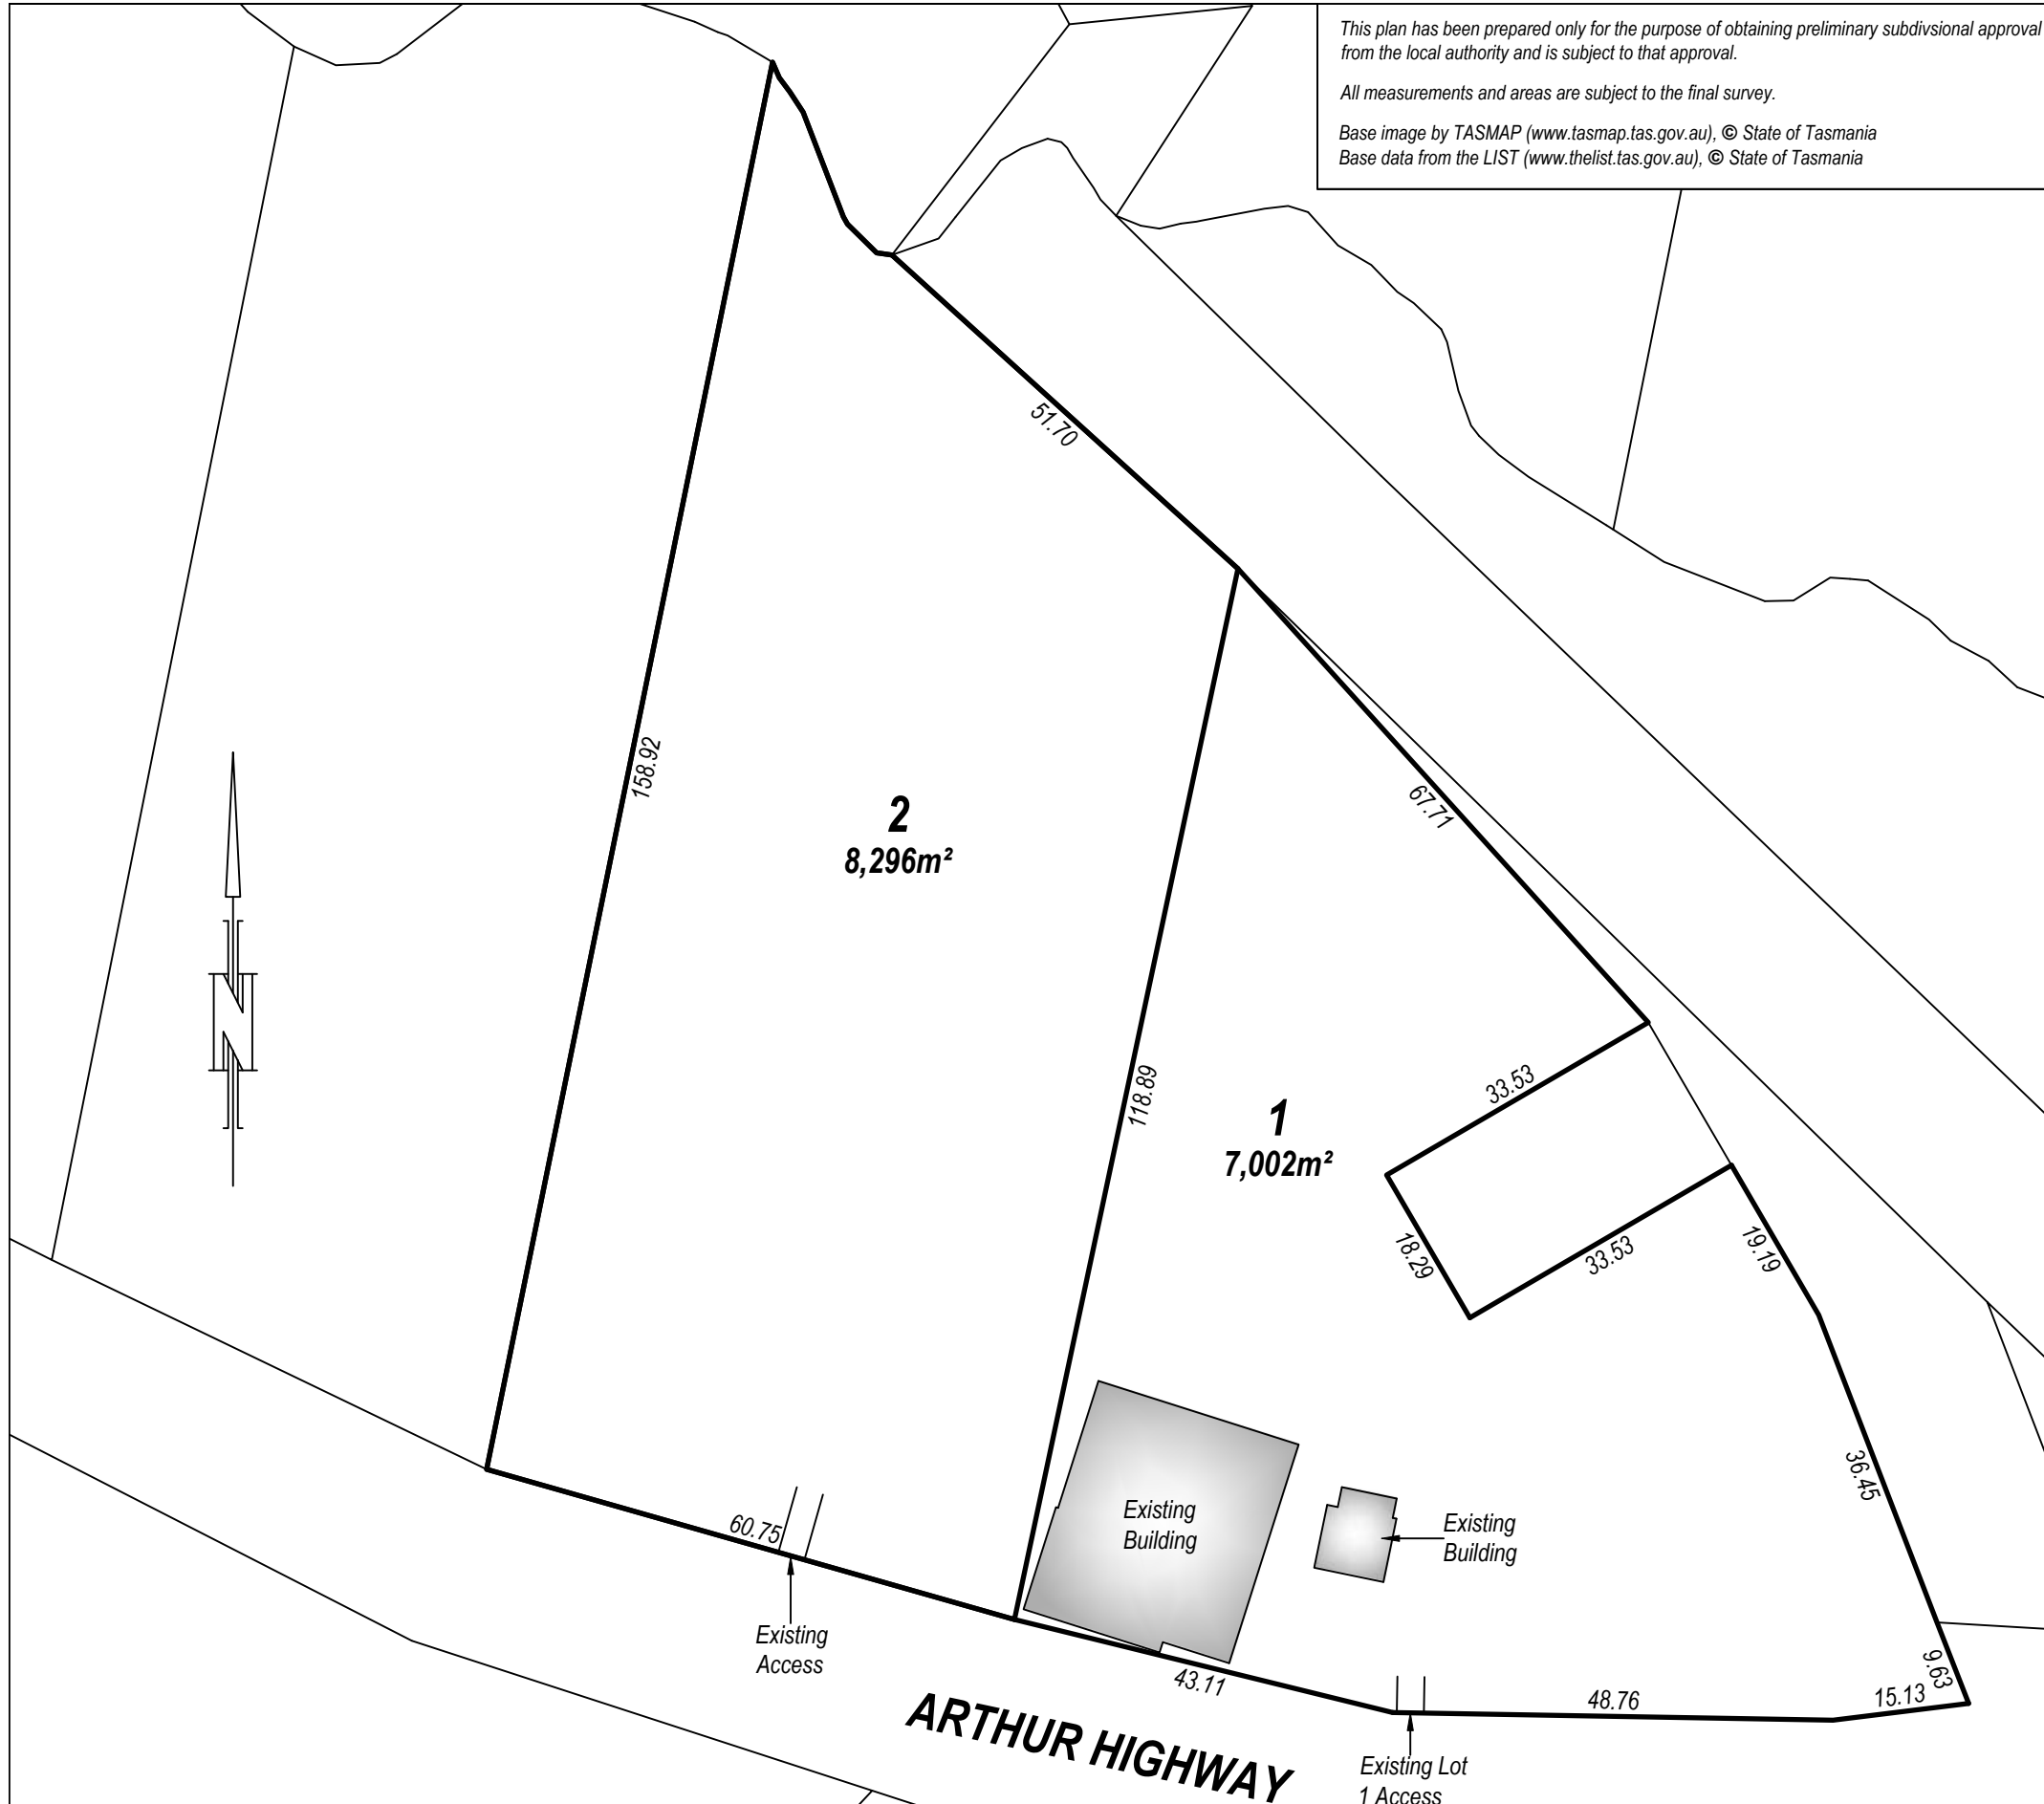 This plan has been prepared only for the purpose of obtaining preliminary subdivsional approval
from the local authority and is subject to that approval.
All measurements and areas are subject to the final survey.
Base image by TASMAP (www.tasmap.tas.gov.au), © State of Tasmania
Base data from the LIST (www.thelist.tas.gov.au), © State of Tasmania
51.70
158.92
2
8,296m²
67.71
N
118.89
1
7,002m²
33.53
18.29
33.53
19.19
36.45
Existing
Building
Existing
Building
60.75
Existing
Access
43.11
48.76
15.13
9.63
ARTHUR HIGHWAY
Existing Lot
1 Access